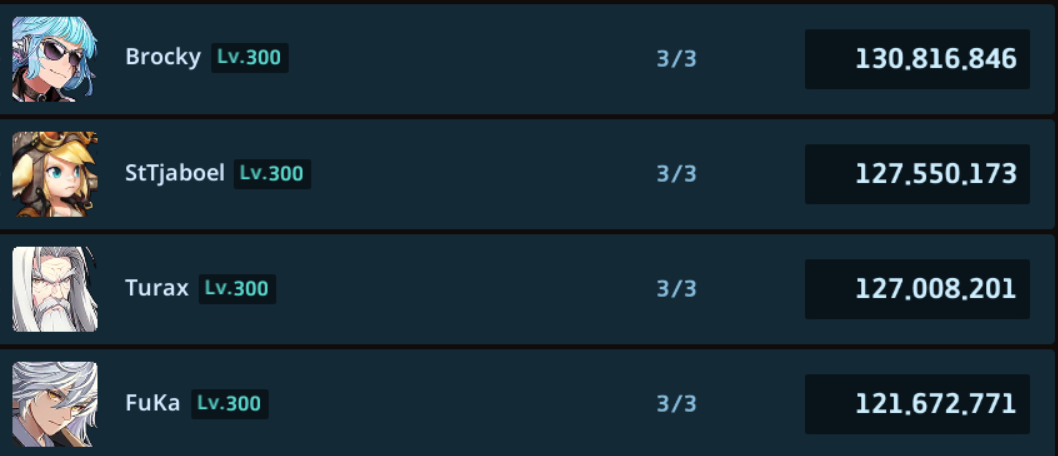 Brocky Lv.300 3/3 130.816.846
StTjaboel Lv.300 3/3 127.550.173
Turax Lv.300 3/3 127.008.201
FuKa Lv.300 3/3 121.672.771